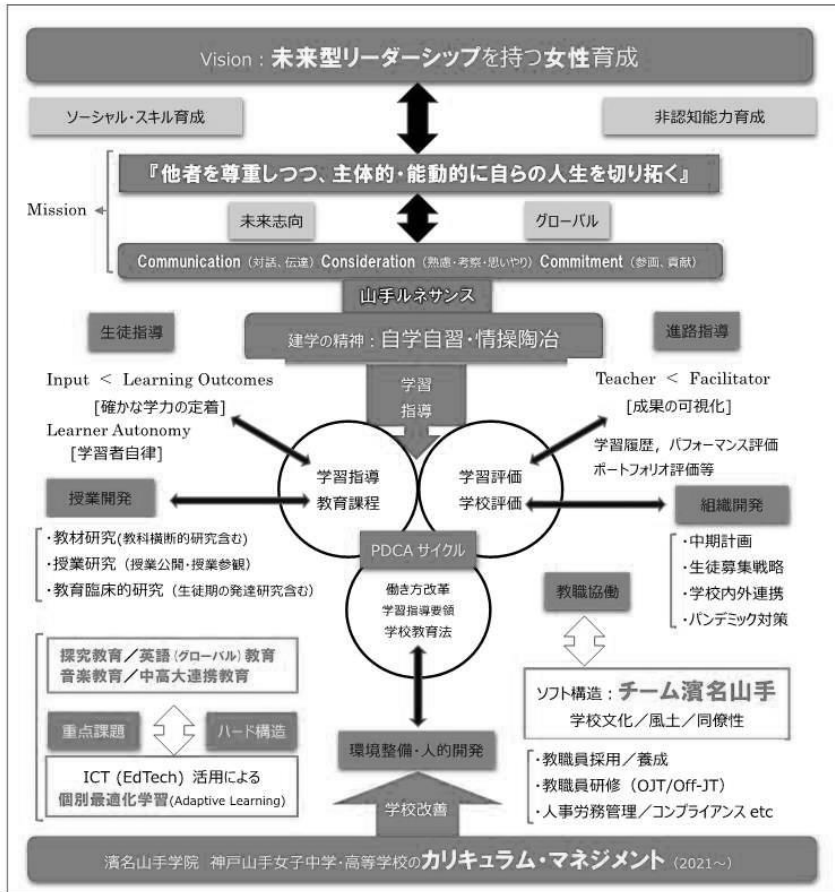 Vision：未来型リーダーシップを持つ女性育成
ソーシャル・スキル育成
非認知能力育成
『他者を尊重しつつ、主体的・能動的に自らの人生を切り拓く』
Mission
未来志向
グローバル
Communication（対話、伝達）Consideration（熟慮・考察・思いやり）Commitment（参画、貢献）
山手ルネサンス
生徒指導
建学の精神：自学自習・情操陶冶
進路指導
Input ＜ Learning Outcomes
[確かな学力の定着]
Learner Autonomy
[学習者自律]
学習
指導
Teacher ＜ Facilitator
[成果の可視化]
学習履歴，パフォーマンス評価
ポートフォリオ評価等
学習指導
教育課程
学習評価
学校評価
授業開発
組織開発
・教材研究(教科横断的研究含む)
・授業研究（授業公開・授業参観）
・教育臨床的研究（生徒期の発達研究含む）
PDCAサイクル
・中期計画
・生徒募集戦略
・学校内外連携
・パンデミック対策
働き方改革
学習指導要領
学校教育法
教職協働
探究教育／英語(グローバル)教育
音楽教育／中高大連携教育
ソフト構造：チーム濱名山手
学校文化／風土／同僚性
重点課題
ハード構造
環境整備・人的開発
ICT (EdTech) 活用による
個別最適化学習(Adaptive Learning)
・教職員採用／養成
・教職員研修（OJT/Off-JT）
・人事労務管理／コンプライアンス etc
学校改善
濱名山手学院 神戸山手女子中学・高等学校のカリキュラム・マネジメント（2021～）